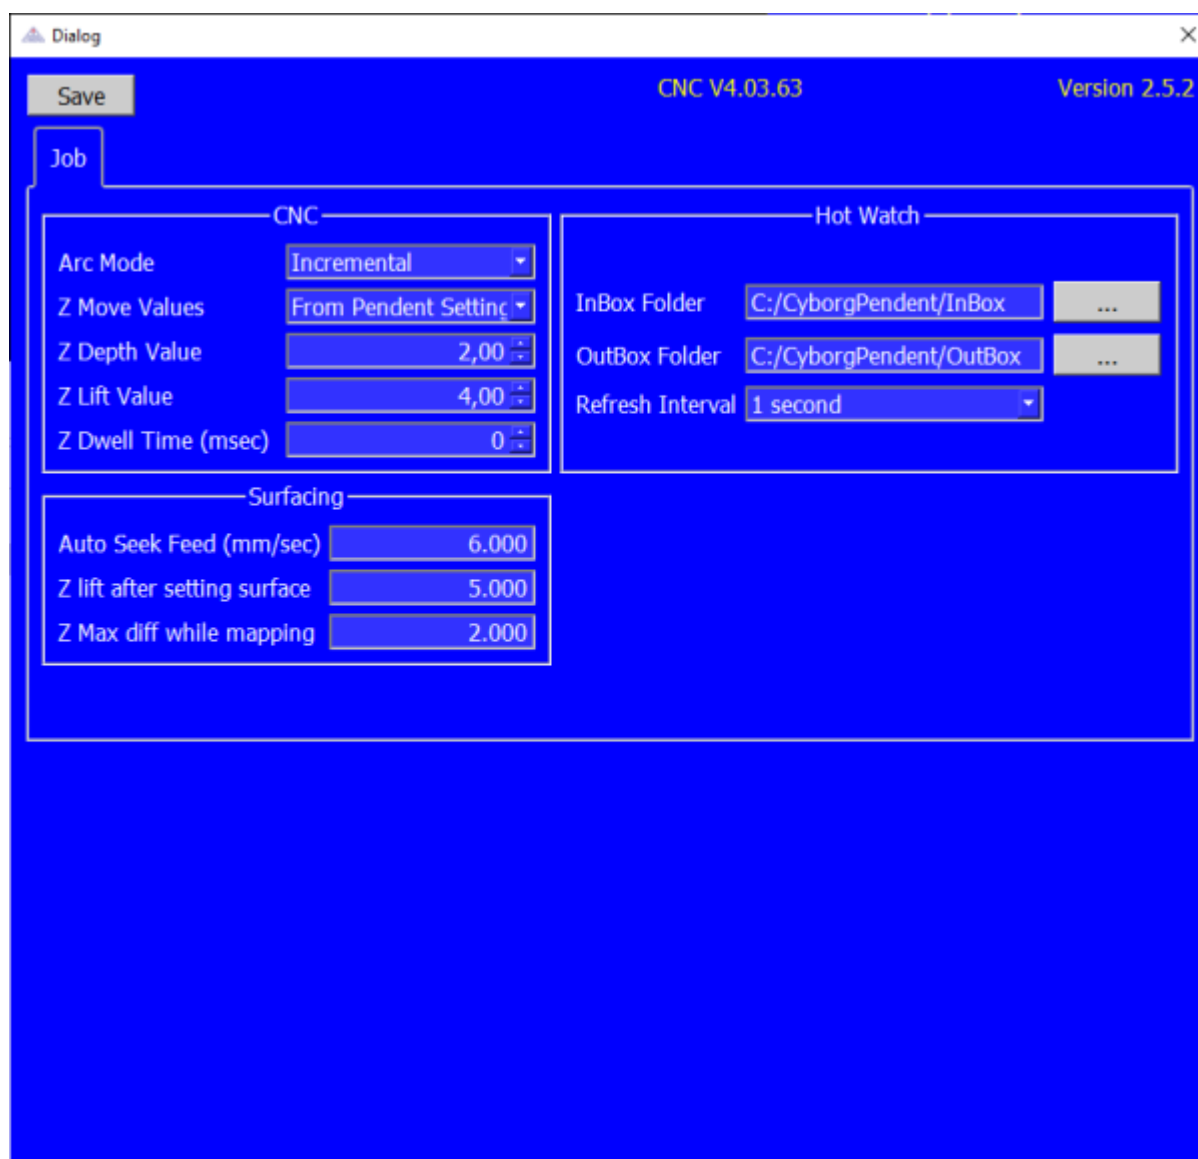 Dialog
Save
CNC V4.03.63
Version 2.5.2
Job
CNC
Arc Mode Incremental
Z Move Values From Pendent Setting
Z Depth Value 2,00
Z Lift Value 4,00
Z Dwell Time (msec) 0
Hot Watch
InBox Folder C:/CyborgPendent/InBox ...
OutBox Folder C:/CyborgPendent/OutBox ...
Refresh Interval 1 second
Surfacing
Auto Seek Feed (mm/sec) 6.000
Z lift after setting surface 5.000
Z Max diff while mapping 2.000